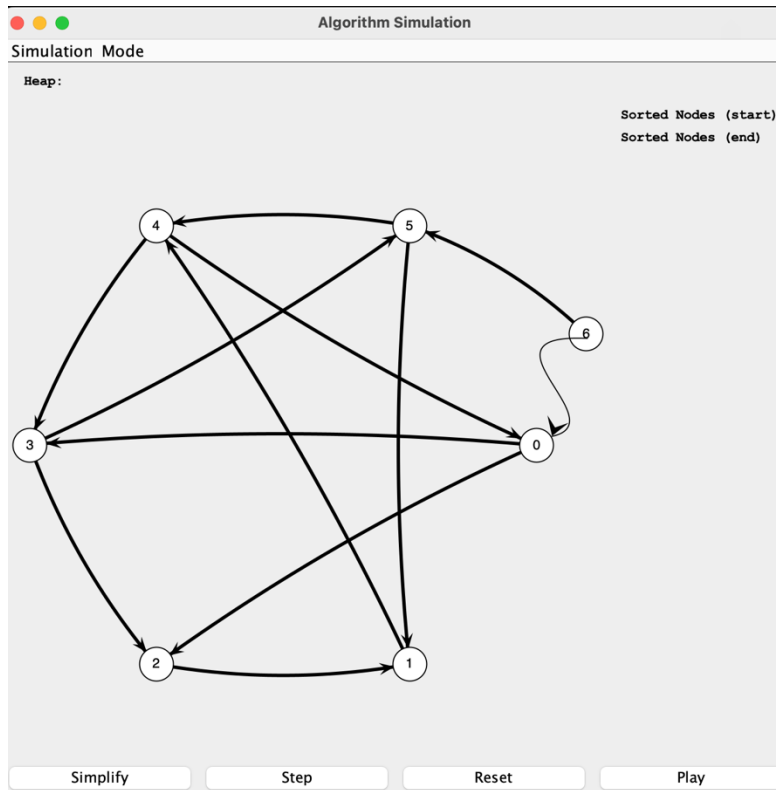 Algorithm Simulation
Simulation Mode
Heap:
Sorted Nodes (start)
Sorted Nodes (end)
4
5
6
3
0
2
1
Simplify
Step
Reset
Play